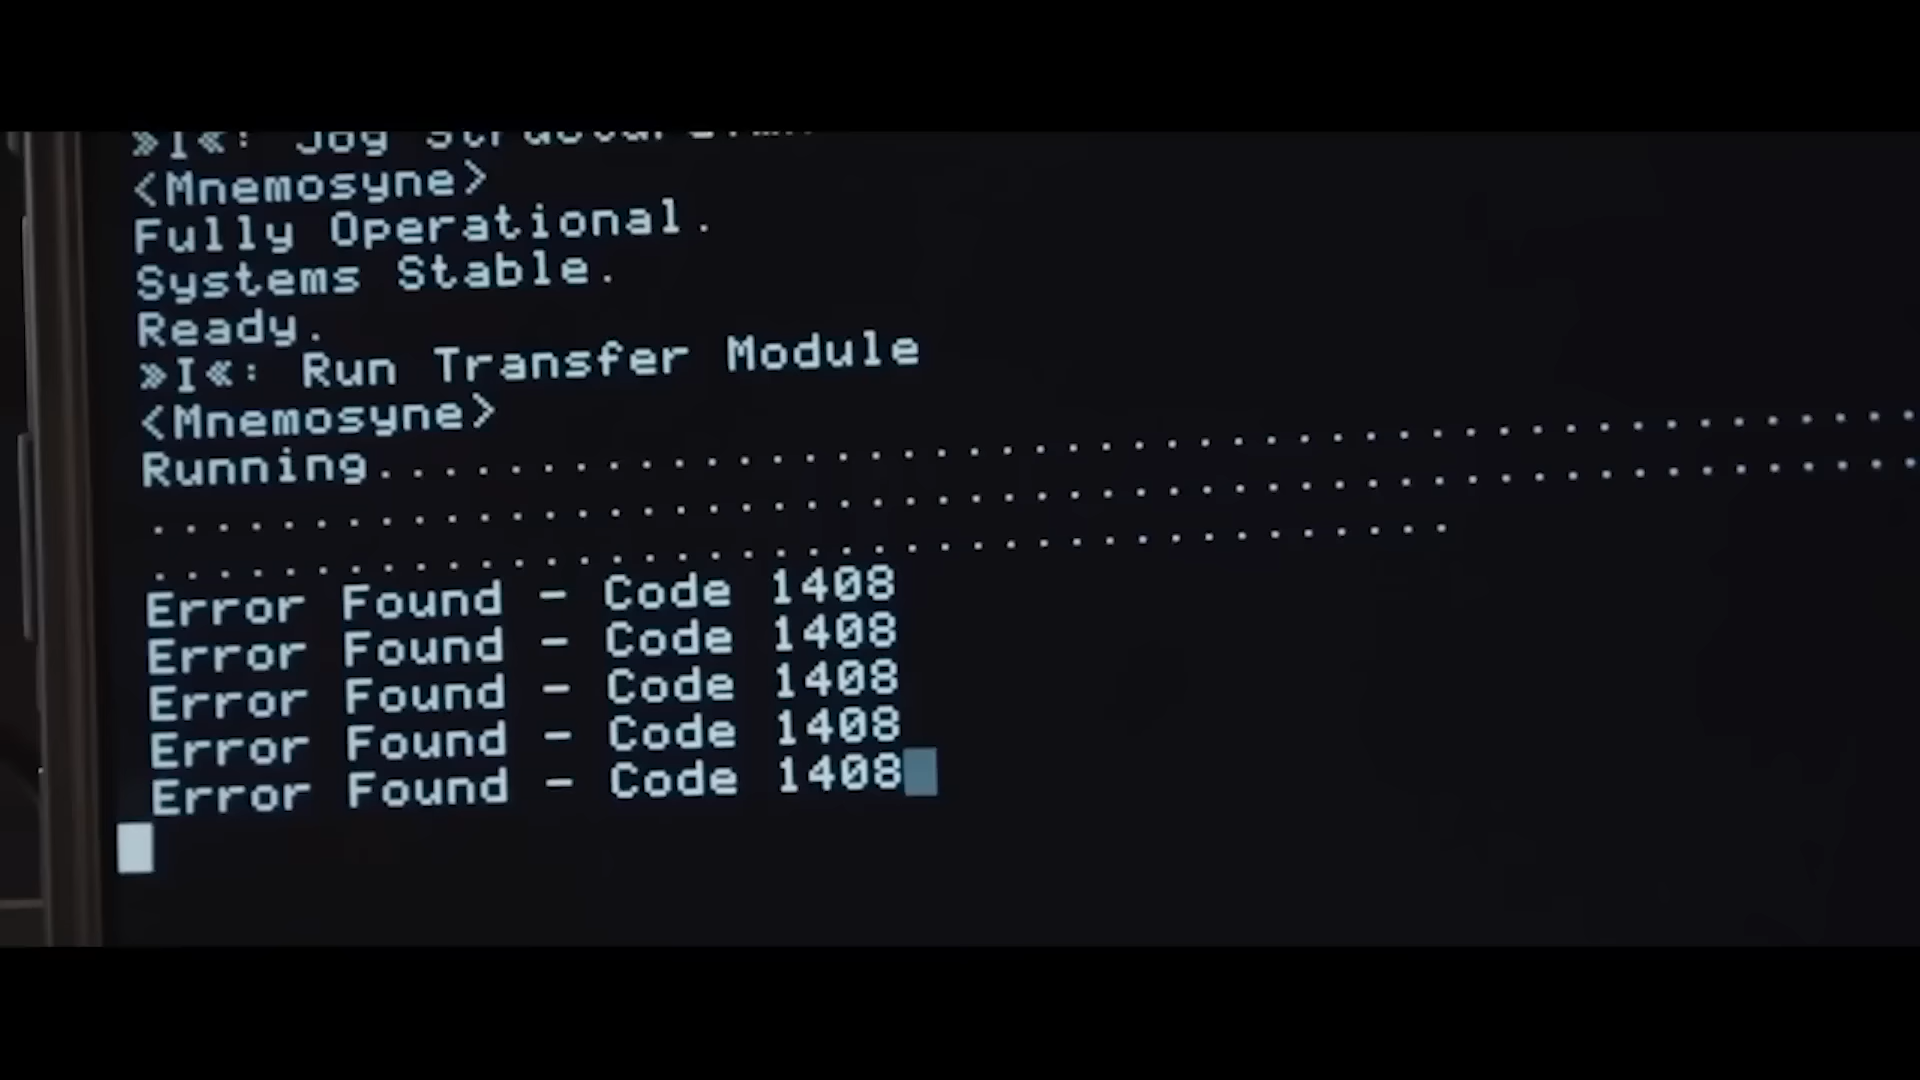 »I«: Jog
<Mnemosyne>
Fully Operational.
Systems Stable.
Ready.
»I«: Run Transfer Module
<Mnemosyne>
Running...............................................
......................................................
........................................
Error Found - Code 1408
Error Found - Code 1408
Error Found - Code 1408
Error Found - Code 1408
Error Found - Code 1408